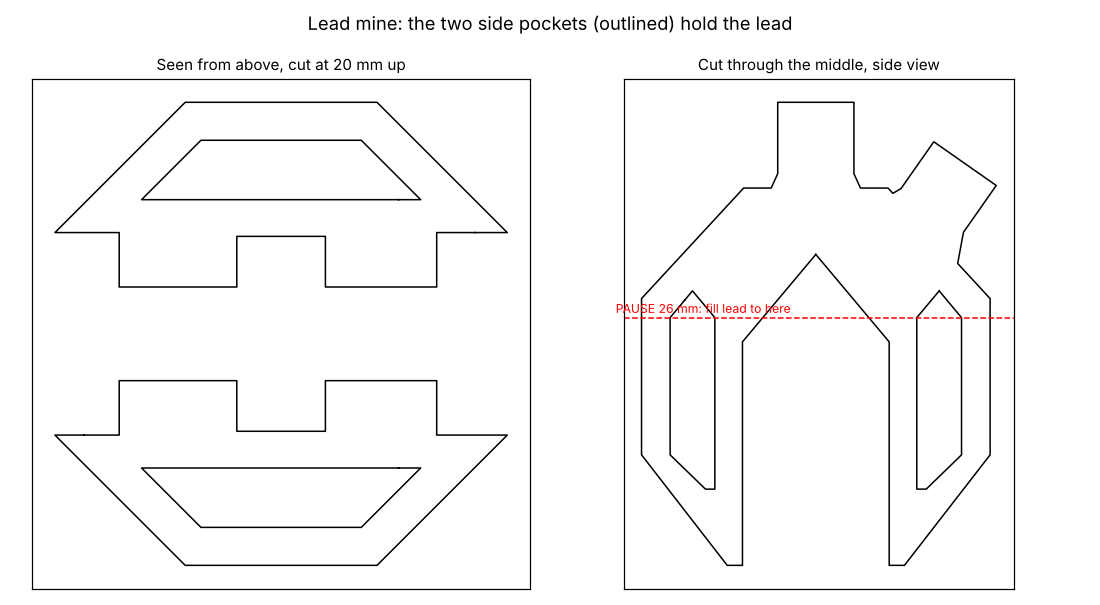 Lead mine: the two side pockets (outlined) hold the lead
Seen from above, cut at 20 mm up
Cut through the middle, side view
PAUSE 26 mm: fill lead to here